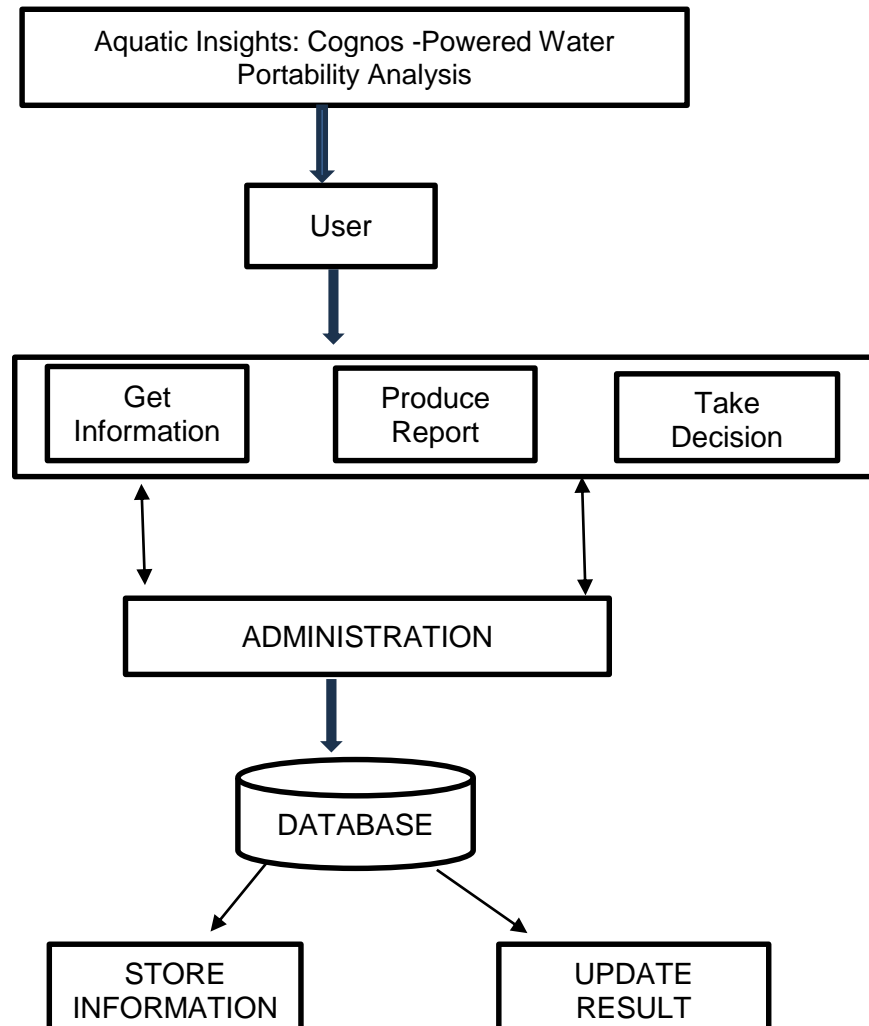 Aquatic Insights: Cognos -Powered Water
Portability Analysis
User
Get
Information
Produce
Report
Take
Decision
ADMINISTRATION
DATABASE
STORE
INFORMATION
UPDATE
RESULT